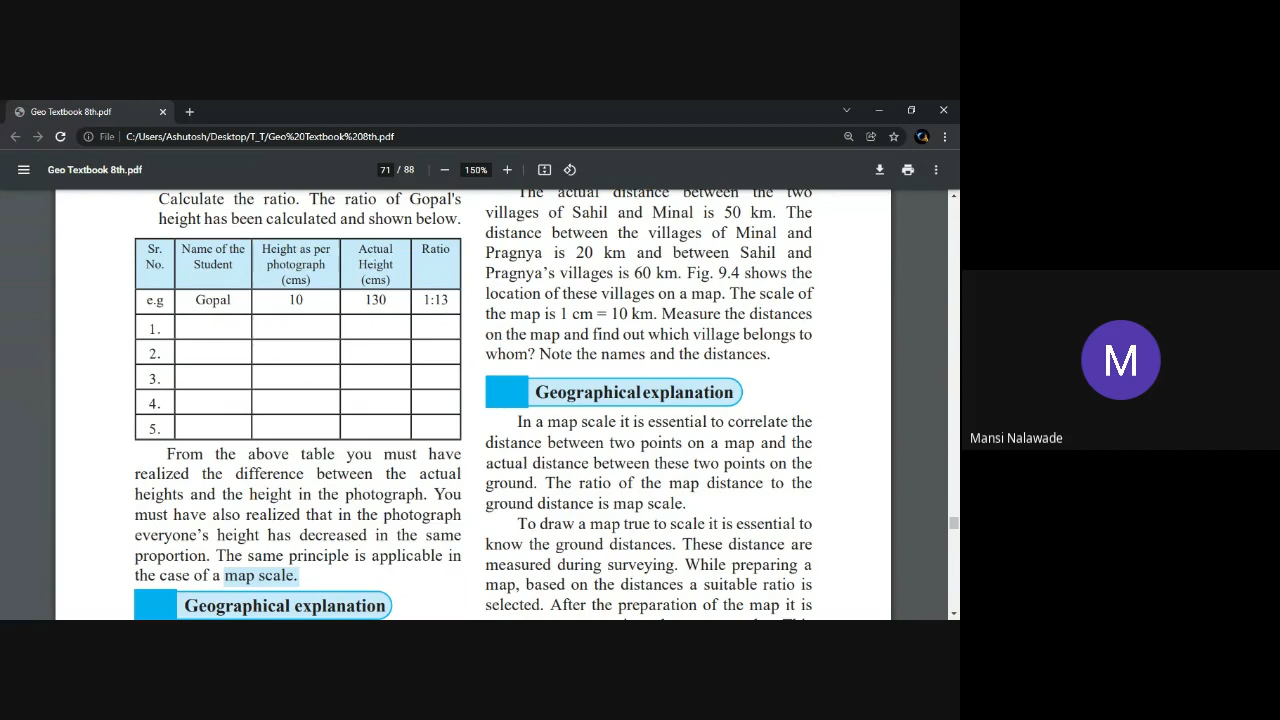 Geo Textbook 8th.pdf
File C:/Users/Ashutosh/Desktop/T_T/Geo%20Textbook%208th.pdf
Geo Textbook 8th.pdf
71 / 88
150%
Calculate the ratio. The ratio of Gopal's
height has been calculated and shown below.
Sr. No. Name of the Student Height as per photograph (cms) Actual Height (cms) Ratio
e.g Gopal 10 130 1:13
1.
2.
3.
4.
5.
From the above table you must have
realized the difference between the actual
heights and the height in the photograph. You
must have also realized that in the photograph
everyone's height has decreased in the same
proportion. The same principle is applicable in
the case of a map scale.
Geographical explanation
The actual distance between the two
villages of Sahil and Minal is 50 km. The
distance between the villages of Minal and
Pragnya is 20 km and between Sahil and
Pragnya's villages is 60 km. Fig. 9.4 shows the
location of these villages on a map. The scale of
the map is 1 cm = 10 km. Measure the distances
on the map and find out which village belongs to
whom? Note the names and the distances.
Geographical explanation
In a map scale it is essential to correlate the
distance between two points on a map and the
actual distance between these two points on the
ground. The ratio of the map distance to the
ground distance is map scale.
To draw a map true to scale it is essential to
know the ground distances. These distance are
measured during surveying. While preparing a
map, based on the distances a suitable ratio is
selected. After the preparation of the map it is
M
Mansi Nalawade